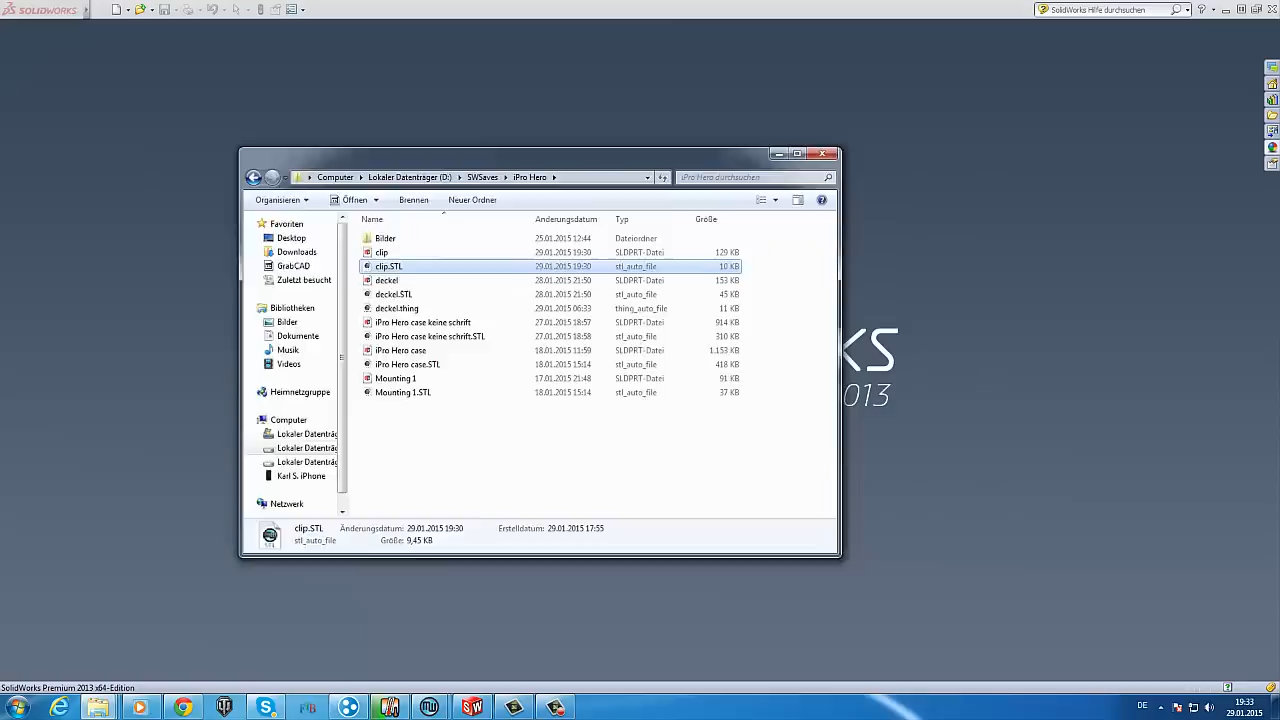 SOLIDWORKS
SolidWorks Hilfe durchsuchen
Computer Lokaler Datenträger (D:) SWSaves iPro Hero
iPro Hero durchsuchen
Organisieren Öffnen Brennen Neuer Ordner
Name Änderungsdatum Typ Größe
Favoriten
Desktop
Downloads
GrabCAD
Zuletzt besucht
Bibliotheken
Bilder
Dokumente
Musik
Videos
Heimnetzgruppe
Computer
Lokaler Datenträg
Lokaler Datenträg
Lokaler Datenträg
Karl S. iPhone
Netzwerk
Bilder 25.01.2015 12:44 Dateiordner
clip 29.01.2015 19:30 SLDPRT-Datei 129 KB
clip.STL 29.01.2015 19:30 stl_auto_file 10 KB
deckel 28.01.2015 21:50 SLDPRT-Datei 153 KB
deckel.STL 28.01.2015 21:50 stl_auto_file 45 KB
deckel.thing 29.01.2015 06:33 thing_auto_file 11 KB
iPro Hero case keine schrift 27.01.2015 18:57 SLDPRT-Datei 914 KB
iPro Hero case keine schrift.STL 27.01.2015 18:58 stl_auto_file 310 KB
iPro Hero case 18.01.2015 11:59 SLDPRT-Datei 1.153 KB
iPro Hero case.STL 18.01.2015 15:14 stl_auto_file 418 KB
Mounting 1 17.01.2015 21:48 SLDPRT-Datei 91 KB
Mounting 1.STL 18.01.2015 15:14 stl_auto_file 37 KB
KS
013
clip.STL Änderungsdatum: 29.01.2015 19:30 Erstelldatum: 29.01.2015 17:55
stl_auto_file Größe: 9,45 KB
SolidWorks Premium 2013 x64-Edition
DE
19:33
29.01.2015